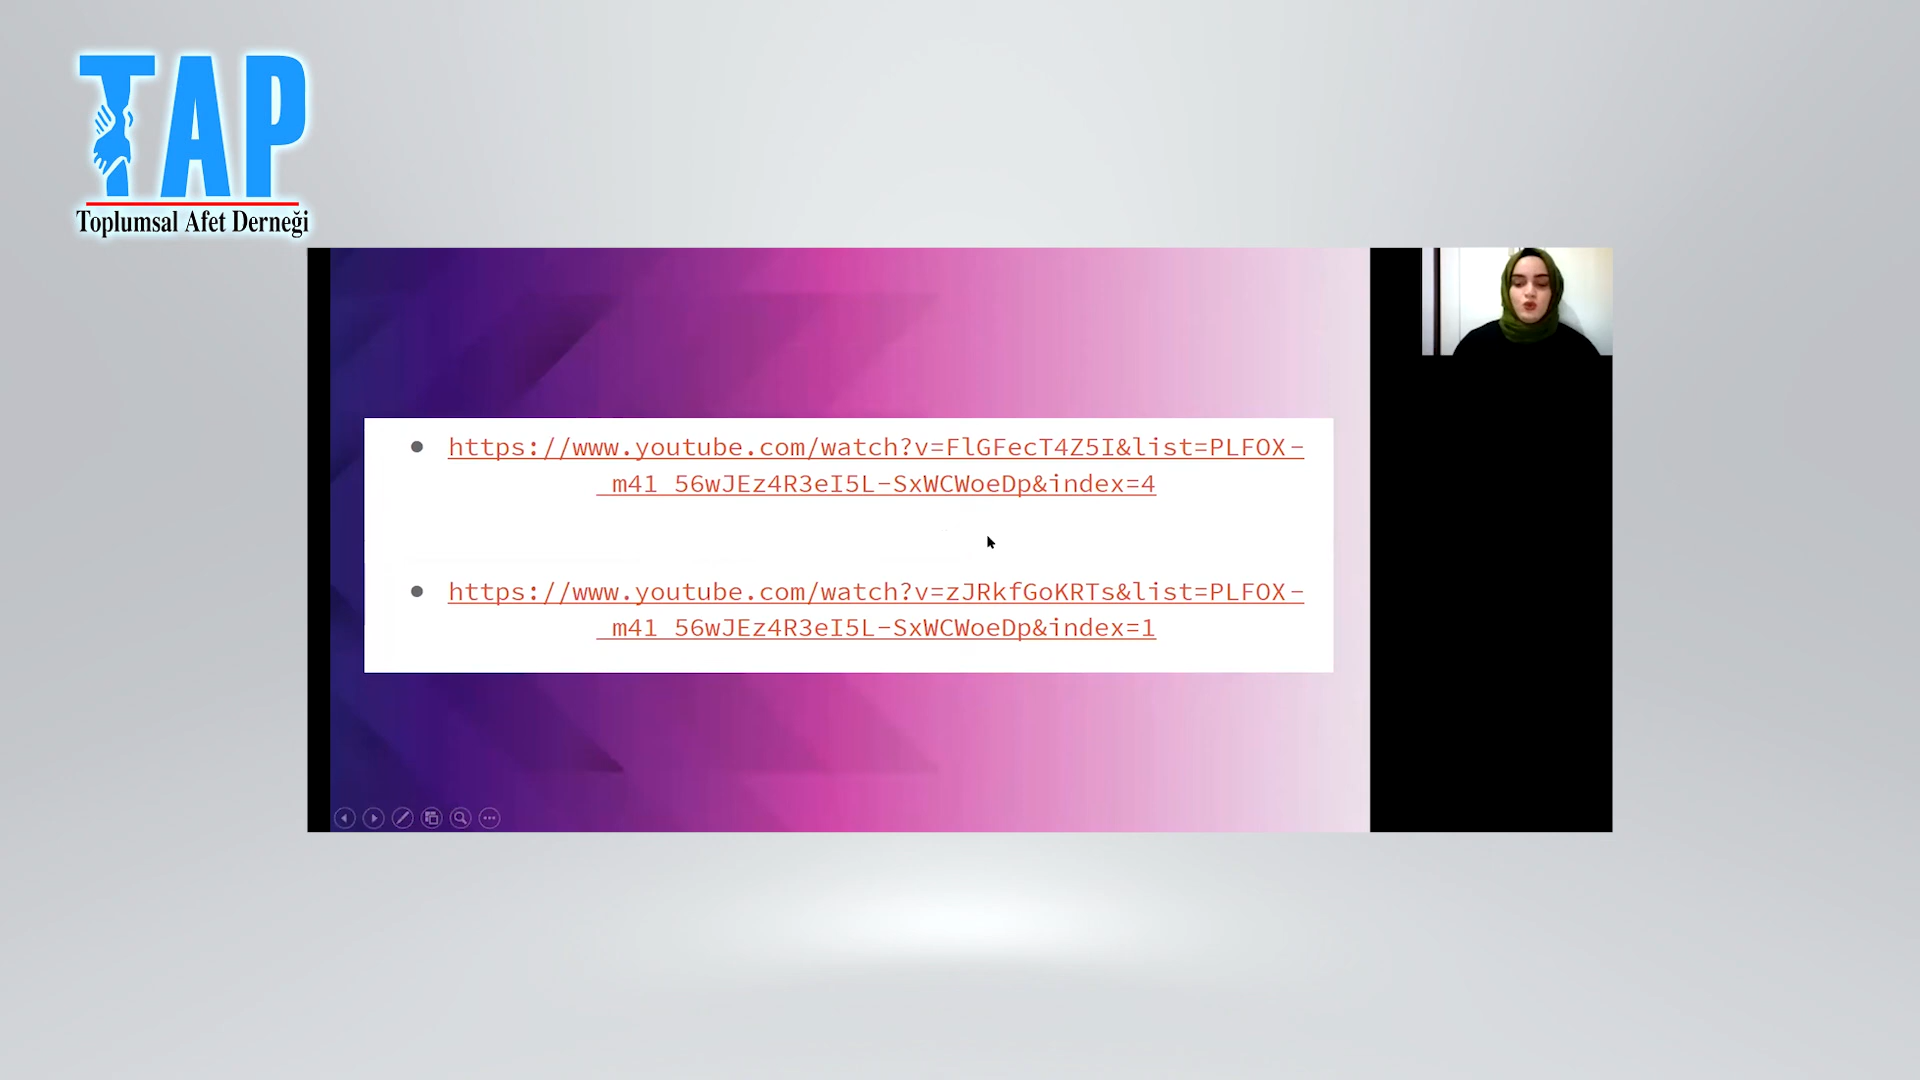 TAP
Toplumsal Afet Derneği
https://www.youtube.com/watch?v=FlGFecT4Z5I&list=PLFOX-
_m41_56wJEz4R3eI5L-SxWCWoeDp&index=4
https://www.youtube.com/watch?v=zJRkfGoKRTs&list=PLFOX-
_m41_56wJEz4R3eI5L-SxWCWoeDp&index=1